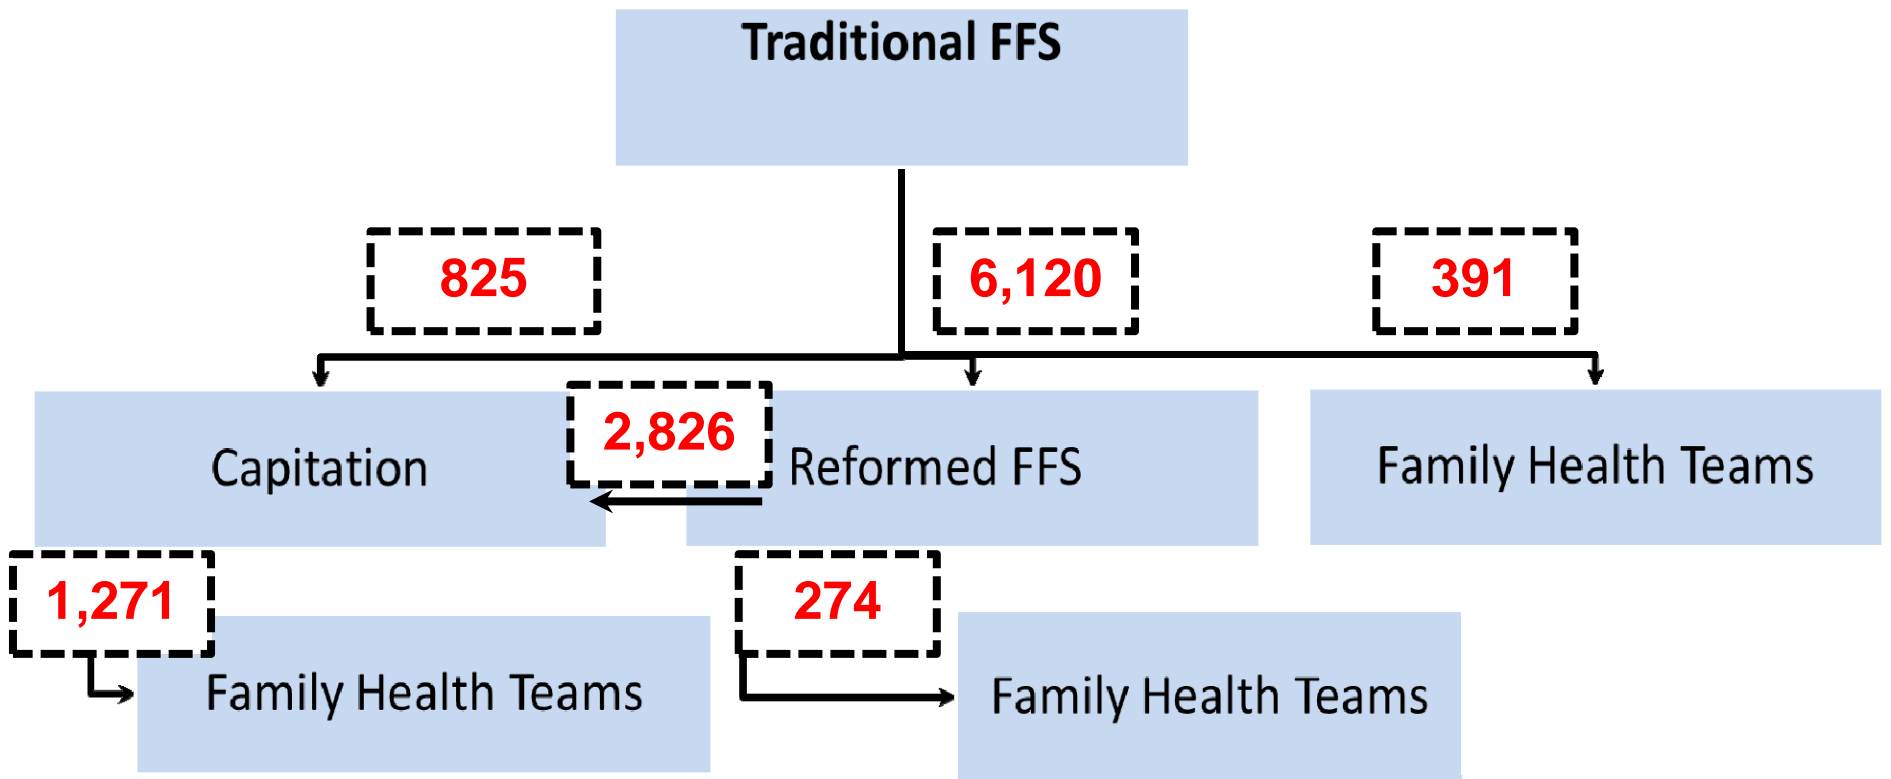 Traditional FFS
825
6,120
391
2,826
Capitation
Reformed FFS
Family Health Teams
1,271
274
Family Health Teams
Family Health Teams